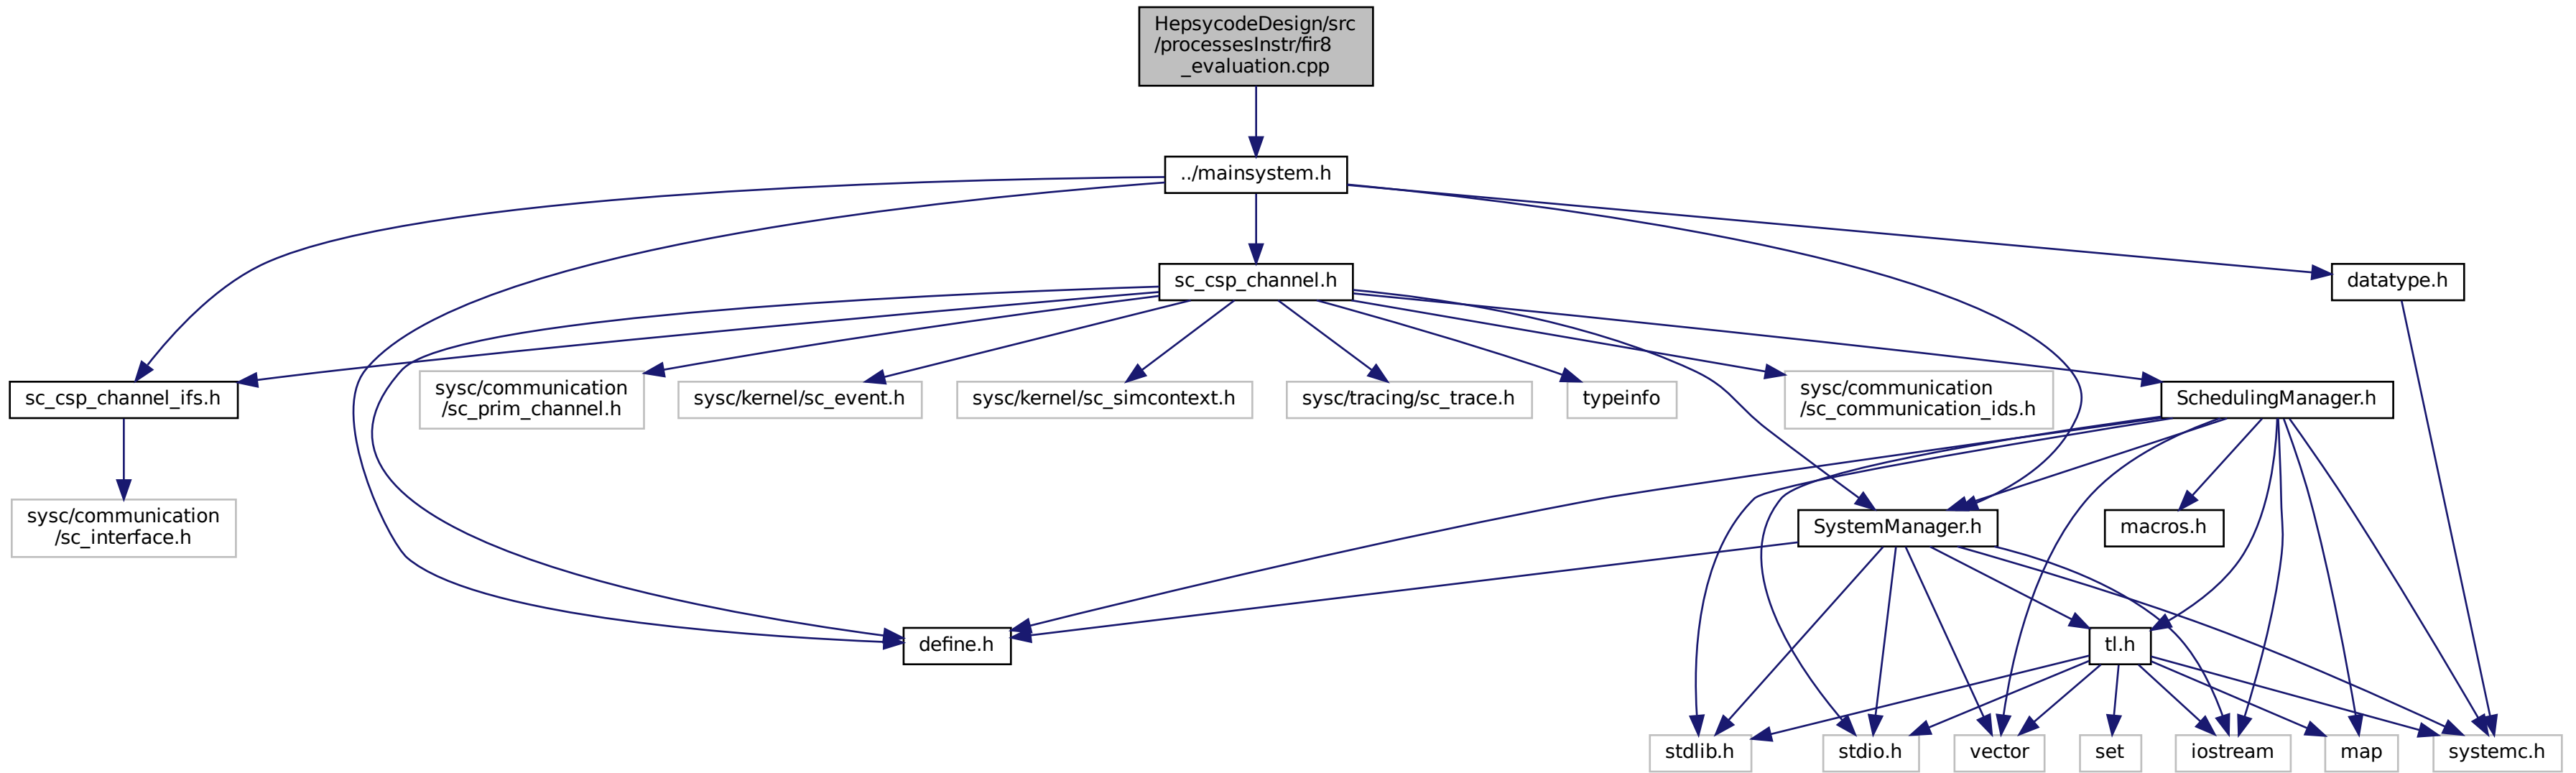 HepsycodeDesign/src
/processesInstr/fir8
_evaluation.cpp
../mainsystem.h
sc_csp_channel.h
datatype.h
sc_csp_channel_ifs.h
sysc/communication
/sc_prim_channel.h
sysc/kernel/sc_event.h
sysc/kernel/sc_simcontext.h
sysc/tracing/sc_trace.h
typeinfo
sysc/communication
/sc_communication_ids.h
SchedulingManager.h
sysc/communication
/sc_interface.h
SystemManager.h
macros.h
define.h
tl.h
stdlib.h
stdio.h
vector
set
iostream
map
systemc.h